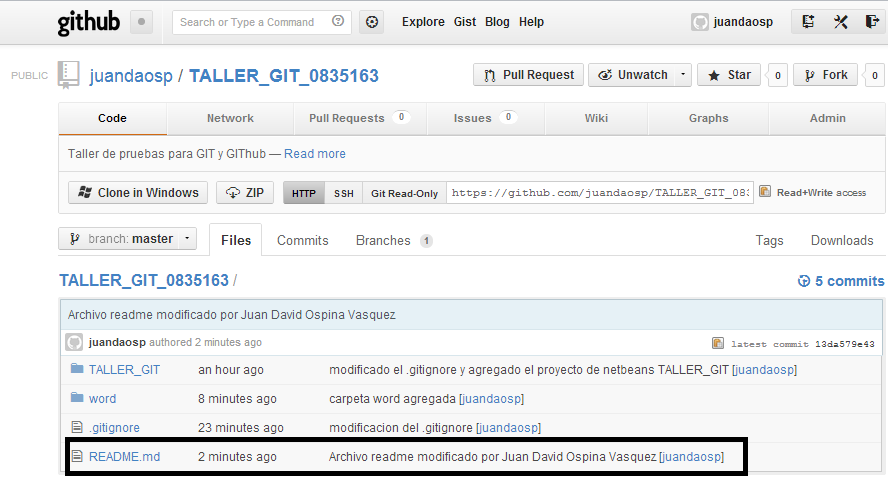 github Search or Type a Command Explore Gist Blog Help juandaosp
PUBLIC juandaosp / TALLER_GIT_0835163 Pull Request Unwatch Star 0 Fork 0
Code Network Pull Requests 0 Issues 0 Wiki Graphs Admin
Taller de pruebas para GIT y GIThub — Read more
Clone in Windows ZIP HTTP SSH Git Read-Only https://github.com/juandaosp/TALLER_GIT_083 Read+Write access
branch: master Files Commits Branches 1 Tags Downloads
TALLER_GIT_0835163 / 5 commits
Archivo readme modificado por Juan David Ospina Vasquez
juandaosp authored 2 minutes ago latest commit 13da579e43
TALLER_GIT an hour ago modificado el .gitignore y agregado el proyecto de netbeans TALLER_GIT [juandaosp]
word 8 minutes ago carpeta word agregada [juandaosp]
.gitignore 23 minutes ago modificacion del .gitignore [juandaosp]
README.md 2 minutes ago Archivo readme modificado por Juan David Ospina Vasquez [juandaosp]